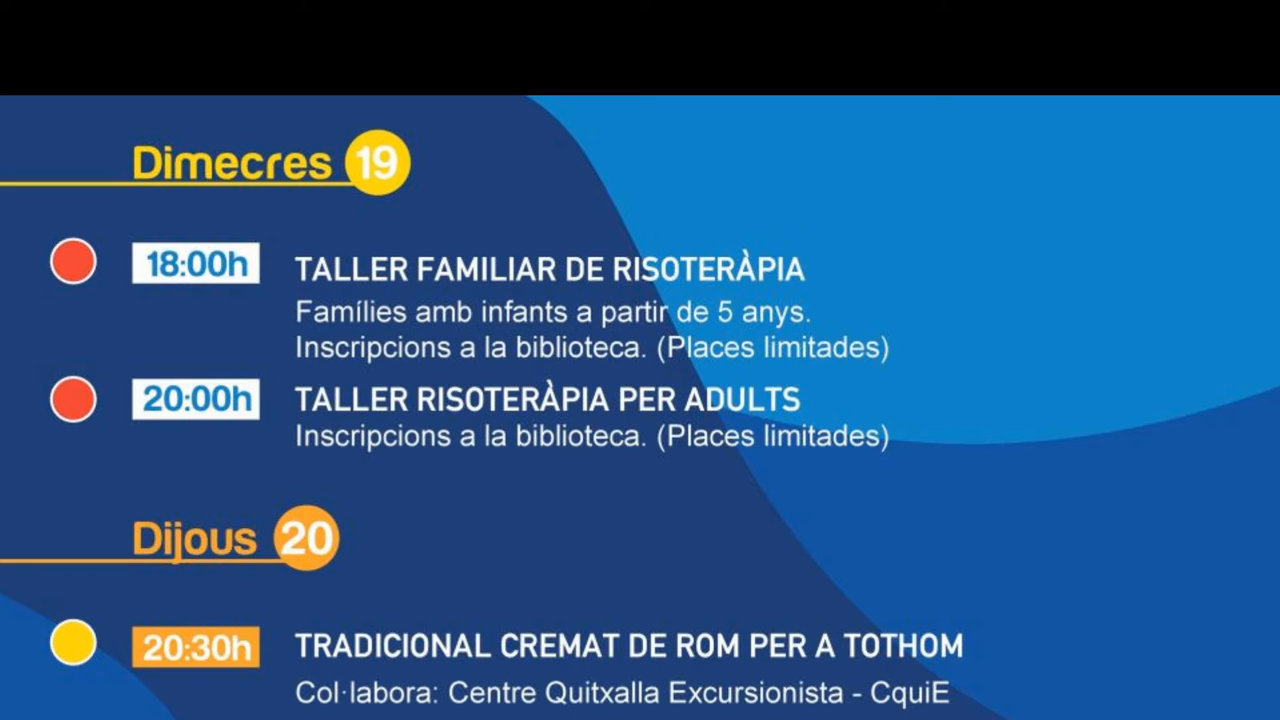 Dimecres 19
18:00h TALLER FAMILIAR DE RISOTERÀPIA
Famílies amb infants a partir de 5 anys.
Inscripcions a la biblioteca. (Places limitades)
20:00h TALLER RISOTERÀPIA PER ADULTS
Inscripcions a la biblioteca. (Places limitades)
Dijous 20
20:30h TRADICIONAL CREMAT DE ROM PER A TOTHOM
Col·labora: Centre Quitxalla Excursionista - CquiE